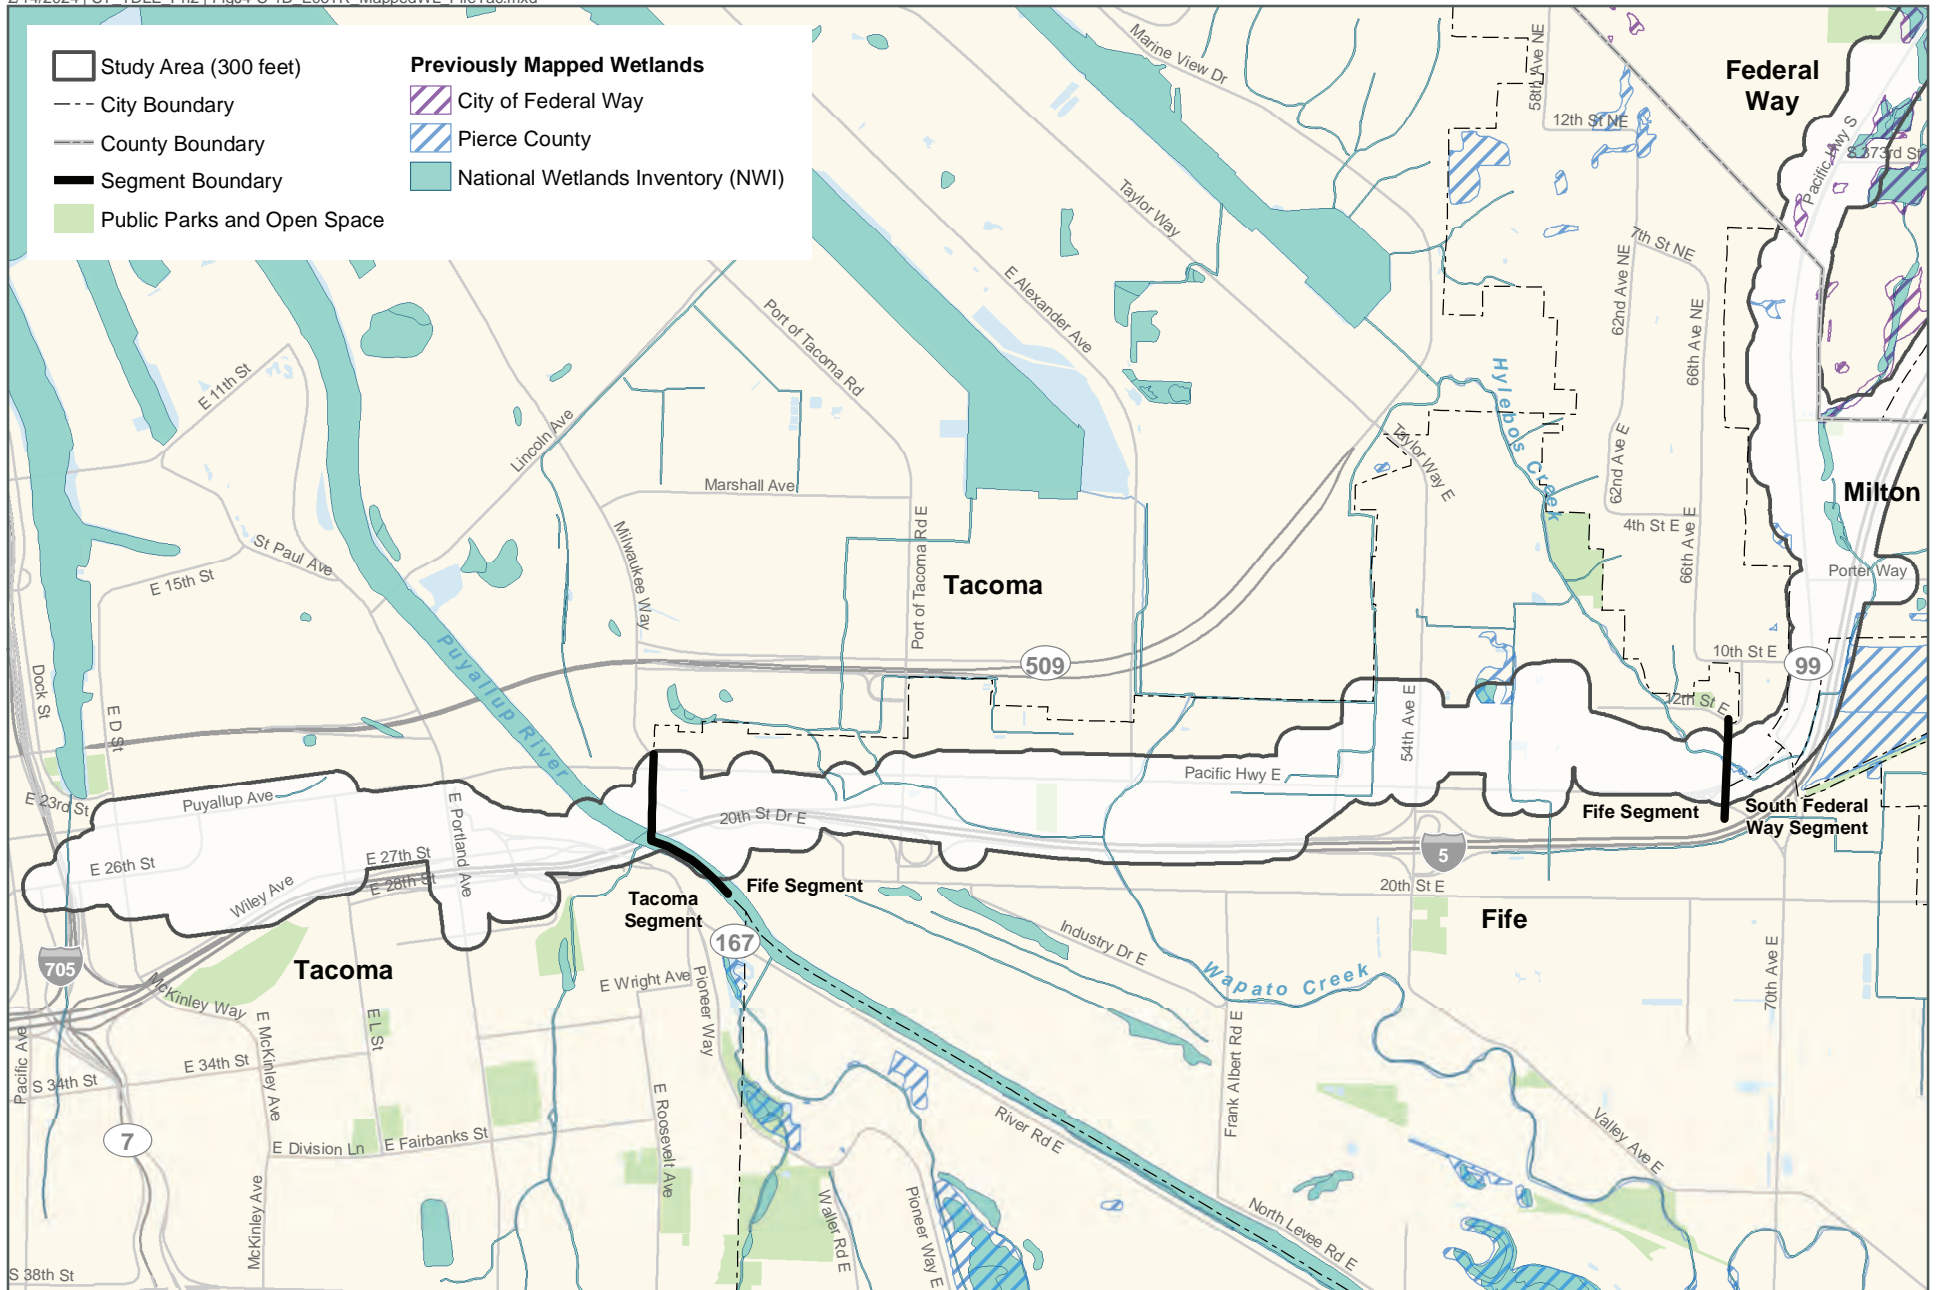 Study Area (300 feet)
City Boundary
County Boundary
Segment Boundary
Public Parks and Open Space
Previously Mapped Wetlands
City of Federal Way
Pierce County
National Wetlands Inventory (NWI)
Marine View Dr
58th Ave NE
12th St NE
Federal
Way
Pacific Hwy S
S 373rd St
Taylor Way
7th St NE
62nd Ave NE
66th Ave NE
E Alexander Ave
Port of Tacoma Rd
E 11th St
Lincoln Ave
Hylebos Creek
Taylor Way E
62nd Ave E
4th St E
66th Ave E
Milton
Marshall Ave
Milwaukee Way
Port of Tacoma Rd E
St Paul Ave
E 15th St
Tacoma
Porter Way
Puyallup River
509
10th St E
99
12th St E
Dock St
E D St
54th Ave E
Pacific Hwy E
E 23rd St
Puyallup Ave
E Portland Ave
20th St Dr E
Fife Segment
South Federal
Way Segment
E 26th St
E 27th St
E 28th St
Wiley Ave
5
20th St E
Tacoma
Segment
Fife Segment
Fife
167
Industry Dr E
Wapato Creek
70th Ave E
705
Tacoma
McKinley Way
E Wright Ave
Pioneer Way
E L St
E McKinley Ave
Pacific Ave
E 34th St
S 34th St
7
E Division Ln
E Fairbanks St
E Roosevelt Ave
Frank Albert Rd E
River Rd E
Valley Ave E
McKinley Ave
Waller Rd E
Pioneer Way E
North Levee Rd E
S 38th St